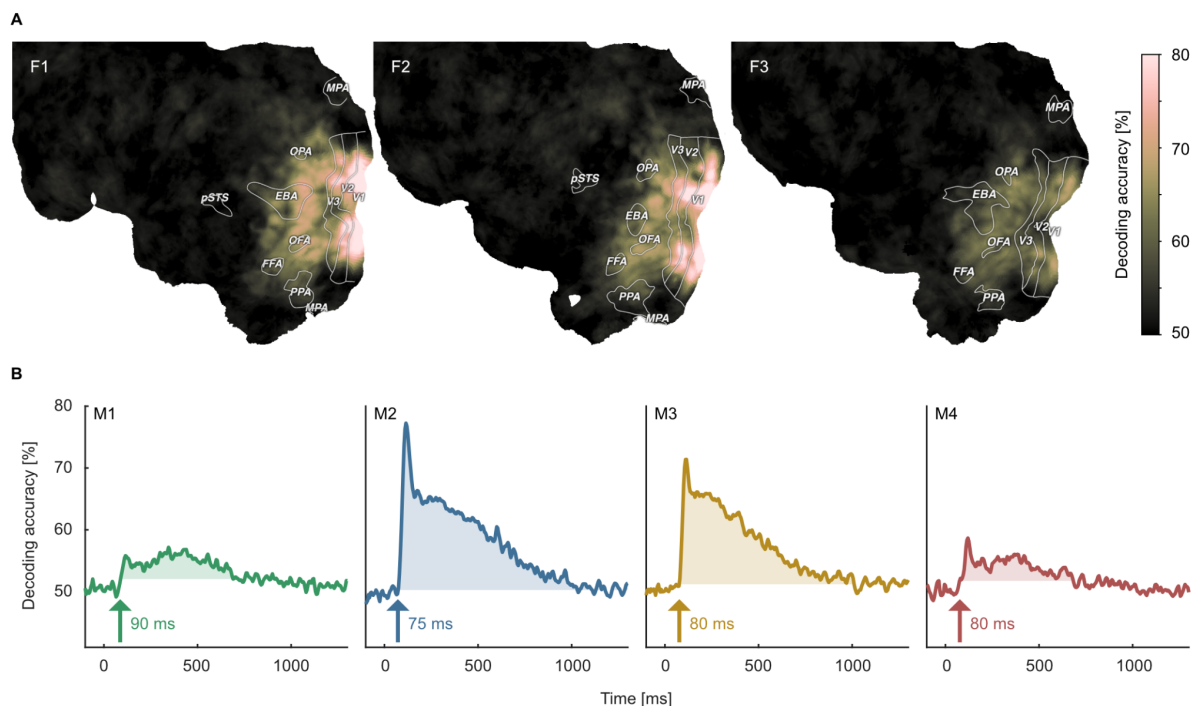 A
F1
MPA
OPA
pSTS
EBA
V2
V1
V3
OFA
FFA
PPA
MPA
F2
MPA
V3
V2
OPA
pSTS
V1
EBA
OFA
FFA
PPA
MPA
F3
MPA
OPA
EBA
V2
V1
V3
OFA
FFA
PPA
80
70
60
50
Decoding accuracy [%]
B
80
70
60
50
Decoding accuracy [%]
M1
90 ms
M2
75 ms
M3
80 ms
M4
80 ms
0 500 1000
0 500 1000
0 500 1000
0 500 1000
Time [ms]